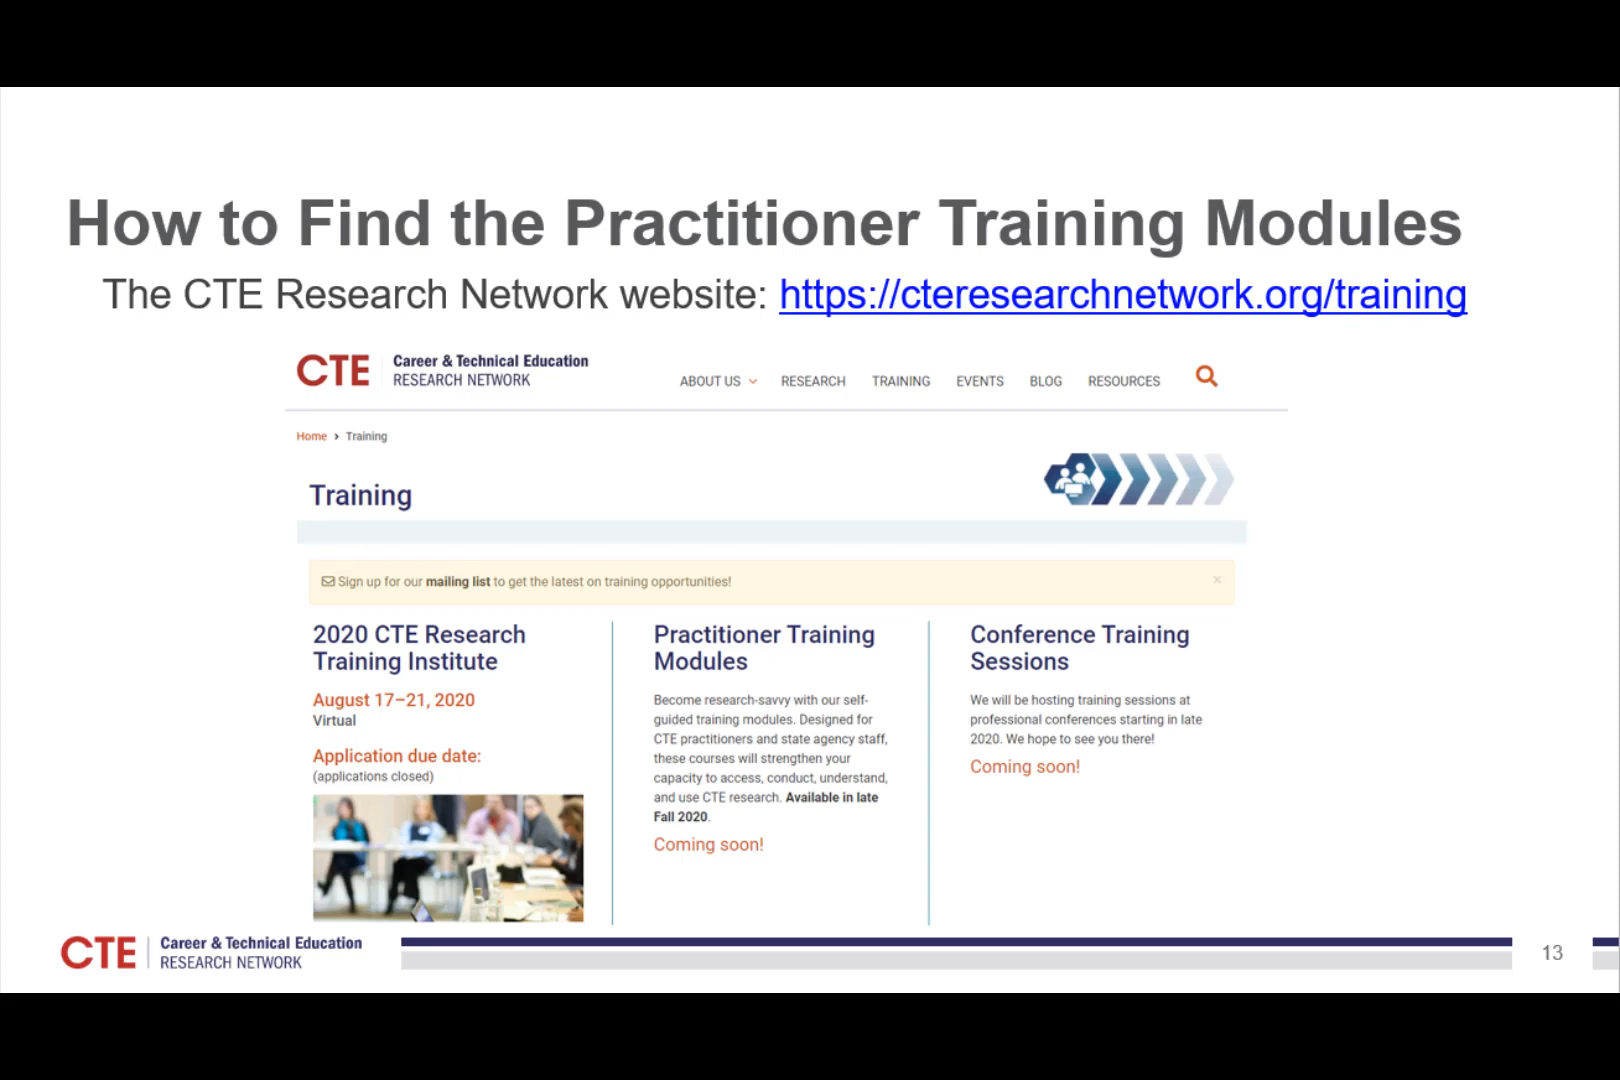 How to Find the Practitioner Training Modules
The CTE Research Network website: https://cteresearchnetwork.org/training
CTE
Career & Technical Education
RESEARCH NETWORK
ABOUT US
RESEARCH
TRAINING
EVENTS
BLOG
RESOURCES
Home › Training
Training
Sign up for our mailing list to get the latest on training opportunities!
×
2020 CTE Research
Training Institute
August 17–21, 2020
Virtual
Application due date:
(applications closed)
Practitioner Training
Modules
Become research-savvy with our self-
guided training modules. Designed for
CTE practitioners and state agency staff,
these courses will strengthen your
capacity to access, conduct, understand,
and use CTE research. Available in late
Fall 2020.
Coming soon!
Conference Training
Sessions
We will be hosting training sessions at
professional conferences starting in late
2020. We hope to see you there!
Coming soon!
CTE
Career & Technical Education
RESEARCH NETWORK
13